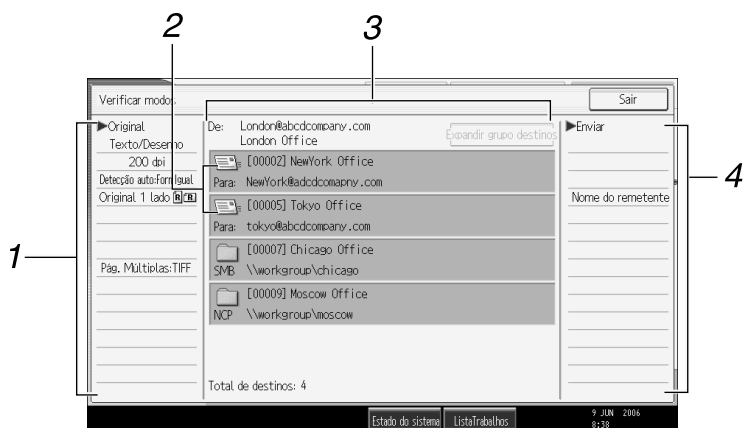 1
2
3
4
Verificar modos
Sair
▶Original
Texto/Desenho
200 dpi
Detecção auto:FormIgual
Original 1 lado R R
Pág. Múltiplas:TIFF
De: London@abcdcompany.com
London Office
Expandir grupo destinos
[00002] NewYork Office
Para: NewYork@adcdcomapny.com
[00005] Tokyo Office
Para: tokyo@abcdcompany.com
[00007] Chicago Office
SMB \\workgroup\chicago
[00009] Moscow Office
NCP \\workgroup\moscow
Total de destinos: 4
▶Enviar
Nome do remetente
Estado do sistema
ListaTrabalhos
9 JUN 2006
8:38